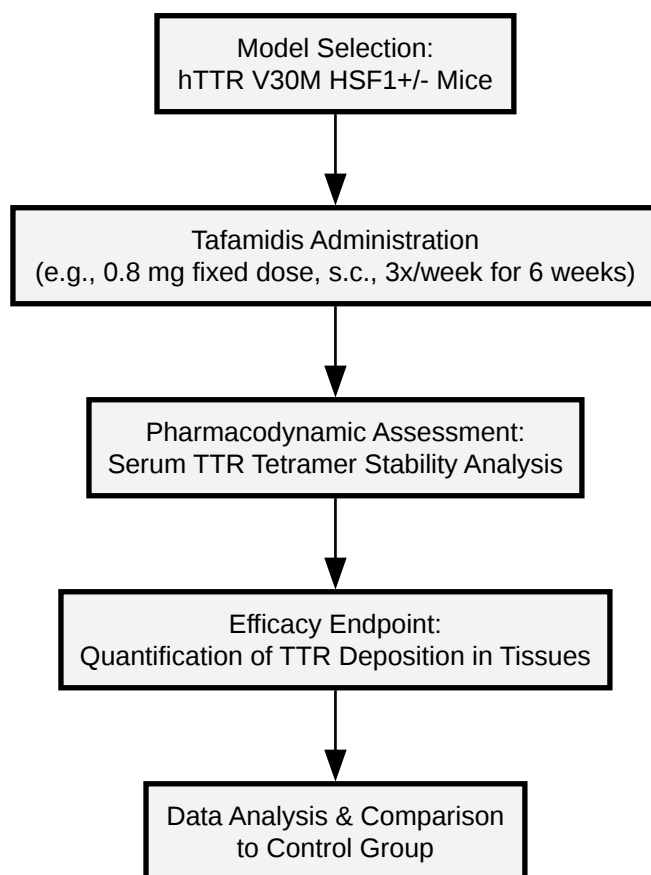 Model Selection:
hTTR V30M HSF1+/- Mice
Tafamidis Administration
(e.g., 0.8 mg fixed dose, s.c., 3x/week for 6 weeks)
Pharmacodynamic Assessment:
Serum TTR Tetramer Stability Analysis
Efficacy Endpoint:
Quantification of TTR Deposition in Tissues
Data Analysis & Comparison
to Control Group